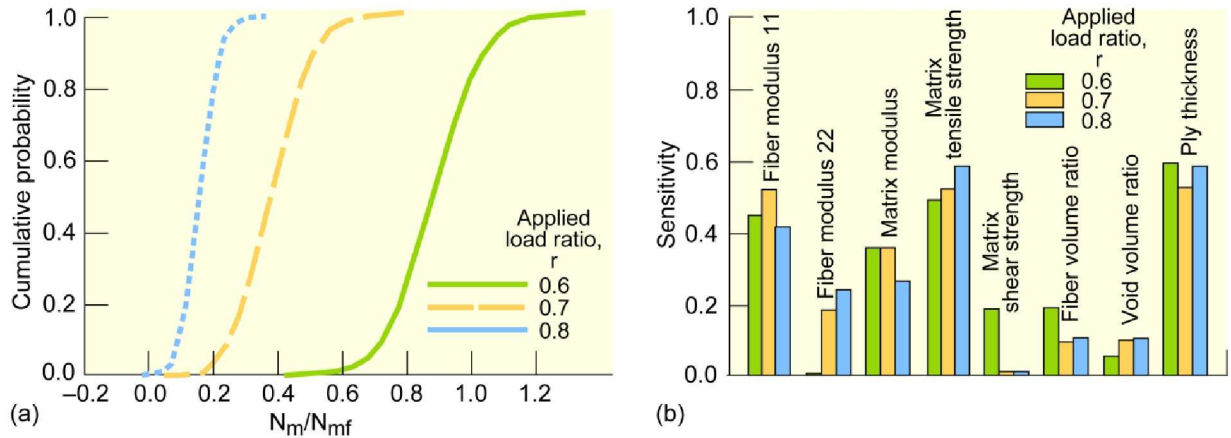 1.0
0.8
0.6
0.4
0.2
0.0
Cumulative probability
–0.2 0.0 0.2 0.4 0.6 0.8 1.0 1.2
Nm/Nmf
Applied
load ratio,
r
0.6
0.7
0.8
(a)
1.0
0.8
0.6
0.4
0.2
0.0
Sensitivity
Fiber modulus 11
Fiber modulus 22
Matrix modulus
Matrix
tensile strength
Matrix
shear strength
Fiber volume ratio
Void volume ratio
Ply thickness
Applied
load ratio,
r
0.6
0.7
0.8
(b)